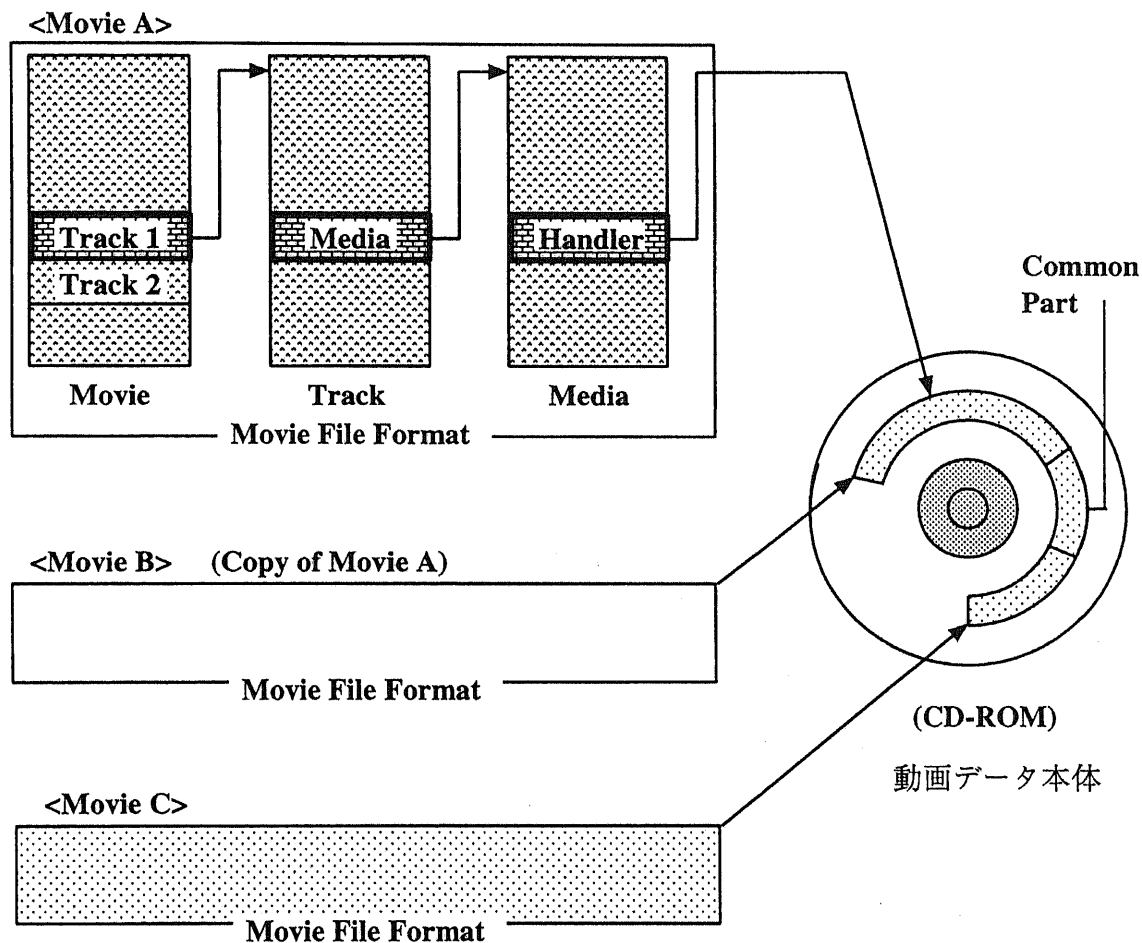 <Movie A>
Track 1
Track 2
Movie
Media
Track
Handler
Media
Movie File Format
Common
Part
<Movie B> (Copy of Movie A)
Movie File Format
(CD-ROM)
動画データ本体
<Movie C>
Movie File Format